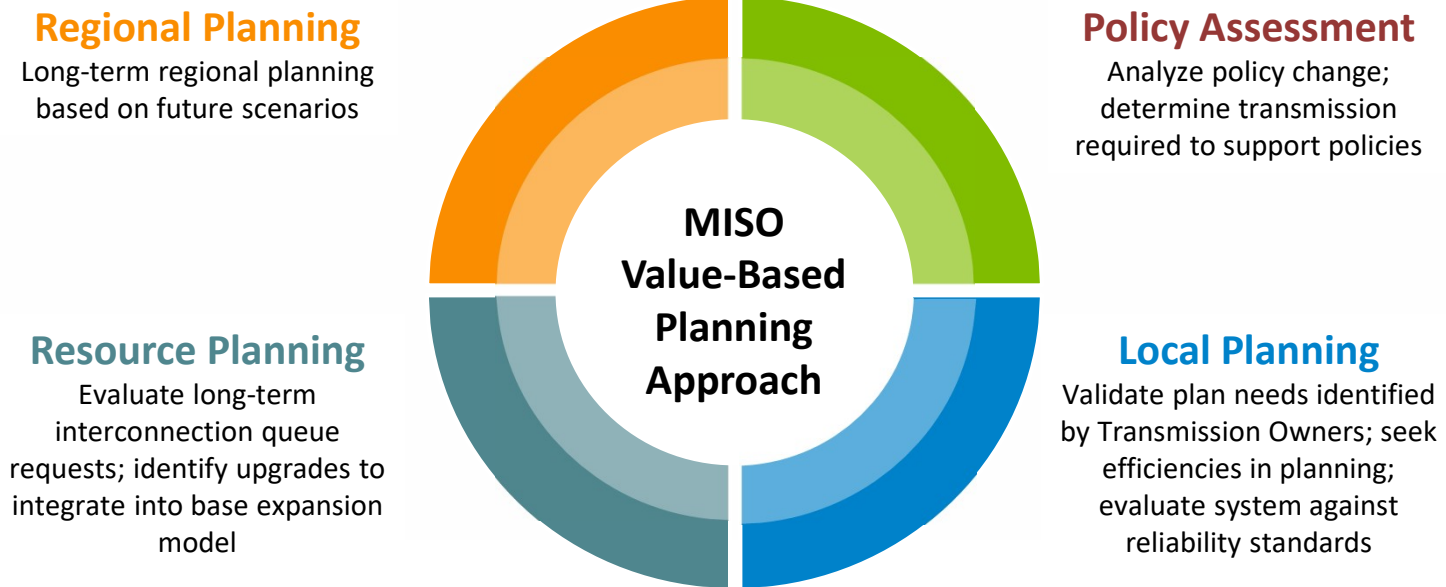 Regional Planning
Long-term regional planning
based on future scenarios
Policy Assessment
Analyze policy change;
determine transmission
required to support policies
MISO
Value-Based
Planning
Approach
Resource Planning
Evaluate long-term
interconnection queue
requests; identify upgrades to
integrate into base expansion
model
Local Planning
Validate plan needs identified
by Transmission Owners; seek
efficiencies in planning;
evaluate system against
reliability standards